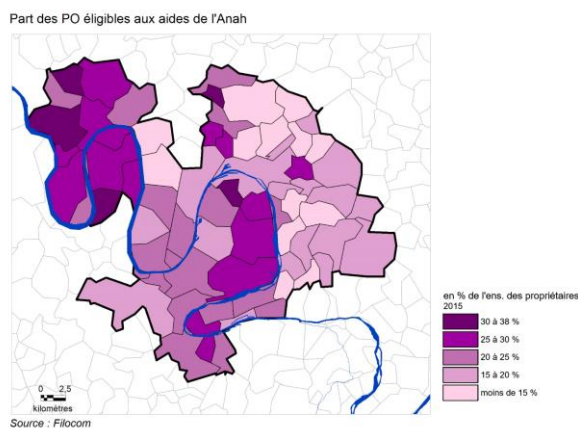 Part des PO éligibles aux aides de l'Anah
en % de l'ens. des propriétaires
2015
30 à 38 %
25 à 30 %
20 à 25 %
15 à 20 %
moins de 15 %
0 2,5
kilomètres
Source : Filocom